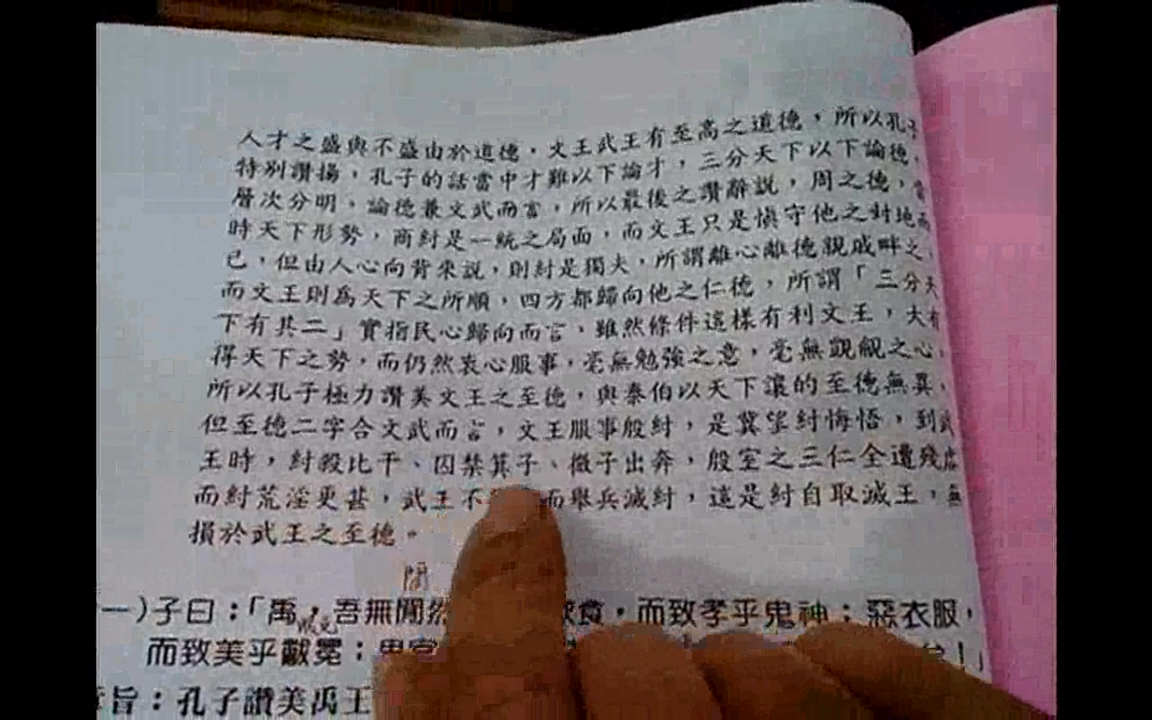 人才之盛與不盛由於道德，文王武王有至高之道德，所以孔子
特別讚揚，孔子的話當中才難以下論才，三分天下以下論德，
層次分明，論德兼文武而言，所以最後之讚辭說，周之德，當
時天下形勢，商紂是一統之局面，而文王只是慎守他之封地而
已，但由人心向背來說，則紂是獨夫，所謂離心離德親戚畔之，
而文王則為天下之所順，四方都歸向他之仁德，所謂「三分天
下有其二」實指民心歸向而言，雖然條件這樣有利文王，大有
得天下之勢，而仍然衷心服事，毫無勉強之意，毫無覬覦之心，
所以孔子極力讚美文王之至德，與泰伯以天下讓的至德無異，
但至德二字合文武而言，文王服事殷紂，是冀望紂悔悟，到武
王時，紂殺比干、囚禁箕子、微子出奔，殷室之三仁全遭殘虐
而紂荒淫更甚，武王不 而舉兵滅紂，這是紂自取滅王，無
損於武王之至德。
間
一)子曰：「禹，吾無間然 飲食，而致孝乎鬼神；惡衣服，
而致美乎黻冕；卑宮
章旨：孔子讚美禹王